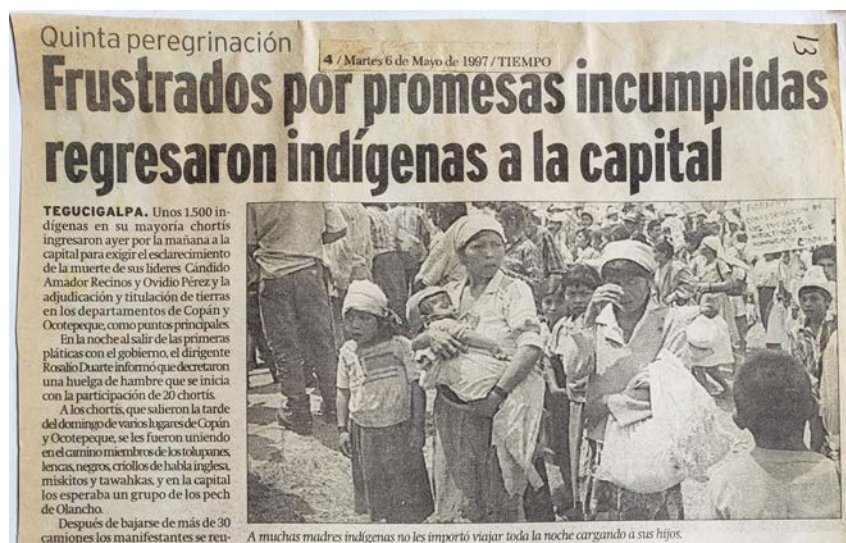 Quinta peregrinación
4 / Martes 6 de Mayo de 1997 / TIEMPO
13
Frustrados por promesas incumplidas
regresaron indígenas a la capital
TEGUCIGALPA. Unos 1.500 in-
dígenas en su mayoría chortís
ingresaron ayer por la mañana a la
capital para exigir el esclarecimiento
de la muerte de sus líderes Cándido
Amador Recinos y Ovidio Pérez y la
adjudicación y titulación de tierras
en los departamentos de Copán y
Ocotepeque, como puntos principales.
En la noche al salir de las primeras
pláticas con el gobierno, el dirigente
Rosalío Duarte informó que decretaron
una huelga de hambre que se inicia
con la participación de 20 chortís.
A los chortís, que salieron la tarde
del domingo de varios lugares de Copán
y Ocotepeque, se les fueron uniendo
en el camino miembros de los tolupanes,
lencas, negros, criollos de habla inglesa,
miskitos y tawahkas, y en la capital
los esperaba un grupo de los pech
de Olancho.
Después de bajarse de más de 30
camiones los manifestantes se reu-
A muchas madres indígenas no les importó viajar toda la noche cargando a sus hijos.